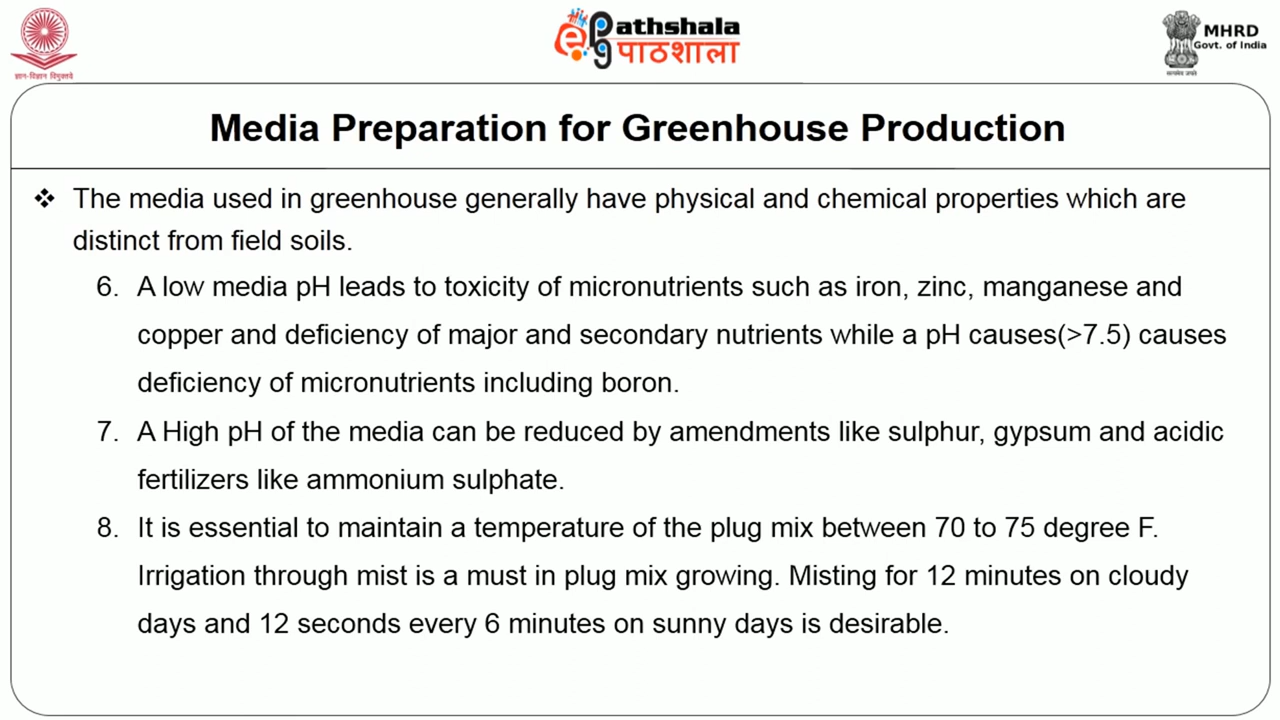 ज्ञान-विज्ञान विमुक्तये
ePathshala
पाठशाला
MHRD
Govt. of India
सत्यमेव जयते
Media Preparation for Greenhouse Production
❖ The media used in greenhouse generally have physical and chemical properties which are
distinct from field soils.
6. A low media pH leads to toxicity of micronutrients such as iron, zinc, manganese and
copper and deficiency of major and secondary nutrients while a pH causes(>7.5) causes
deficiency of micronutrients including boron.
7. A High pH of the media can be reduced by amendments like sulphur, gypsum and acidic
fertilizers like ammonium sulphate.
8. It is essential to maintain a temperature of the plug mix between 70 to 75 degree F.
Irrigation through mist is a must in plug mix growing. Misting for 12 minutes on cloudy
days and 12 seconds every 6 minutes on sunny days is desirable.